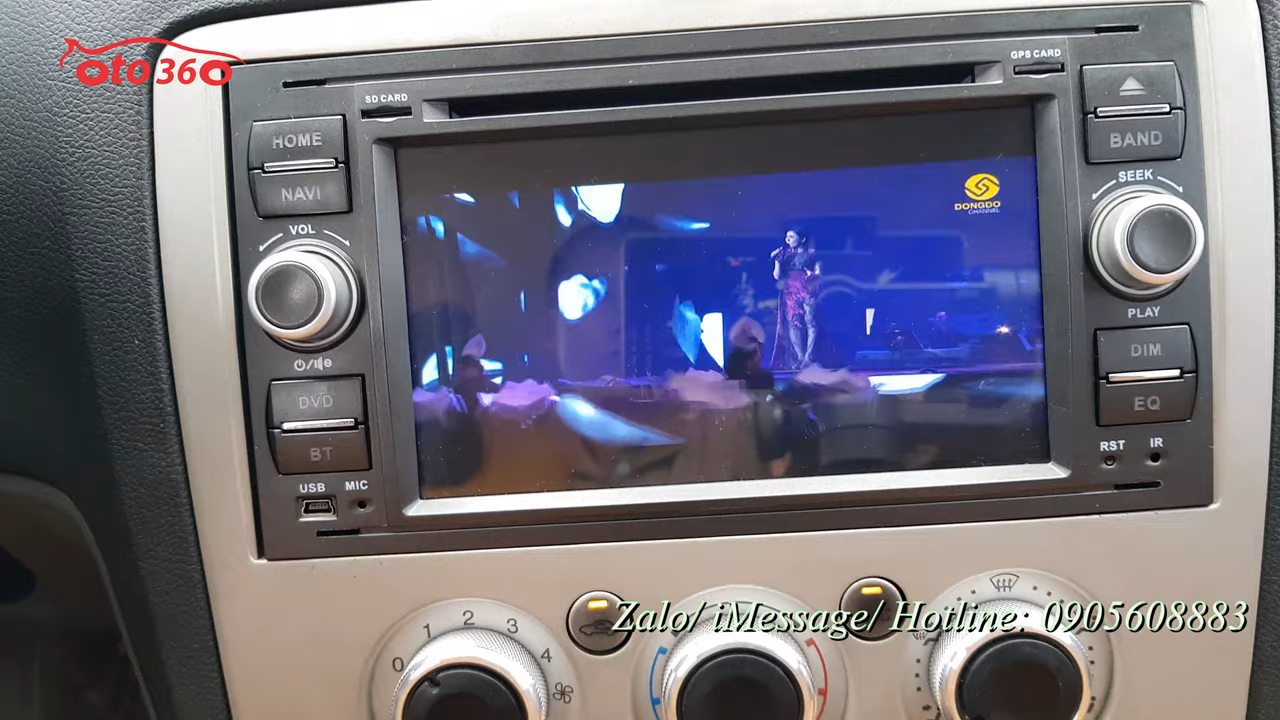 oto360
GPS CARD
SD CARD
HOME
BAND
NAVI
SEEK
DONGDO
CHANNEL
VOL
PLAY
DIM
DVD
EQ
BT
RST
IR
USB
MIC
Zalo/ iMessage/ Hotline: 0905608883
0
1
2
3
4